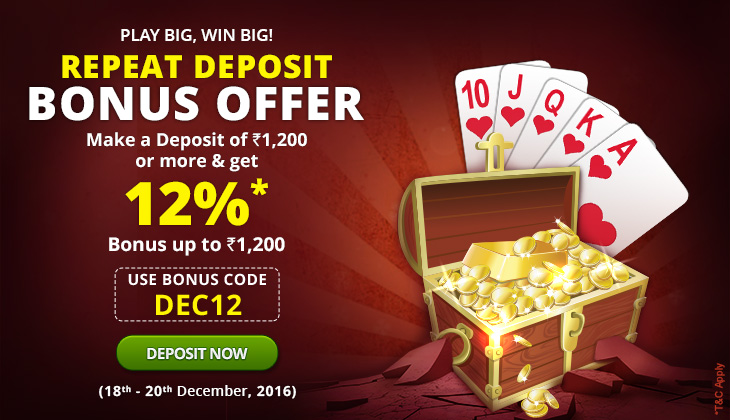 PLAY BIG, WIN BIG!
REPEAT DEPOSIT
BONUS OFFER
Make a Deposit of ₹1,200
or more & get
12%*
Bonus up to ₹1,200
USE BONUS CODE
DEC12
DEPOSIT NOW
(18th - 20th December, 2016)
10
J
Q
K
A
*T&C Apply